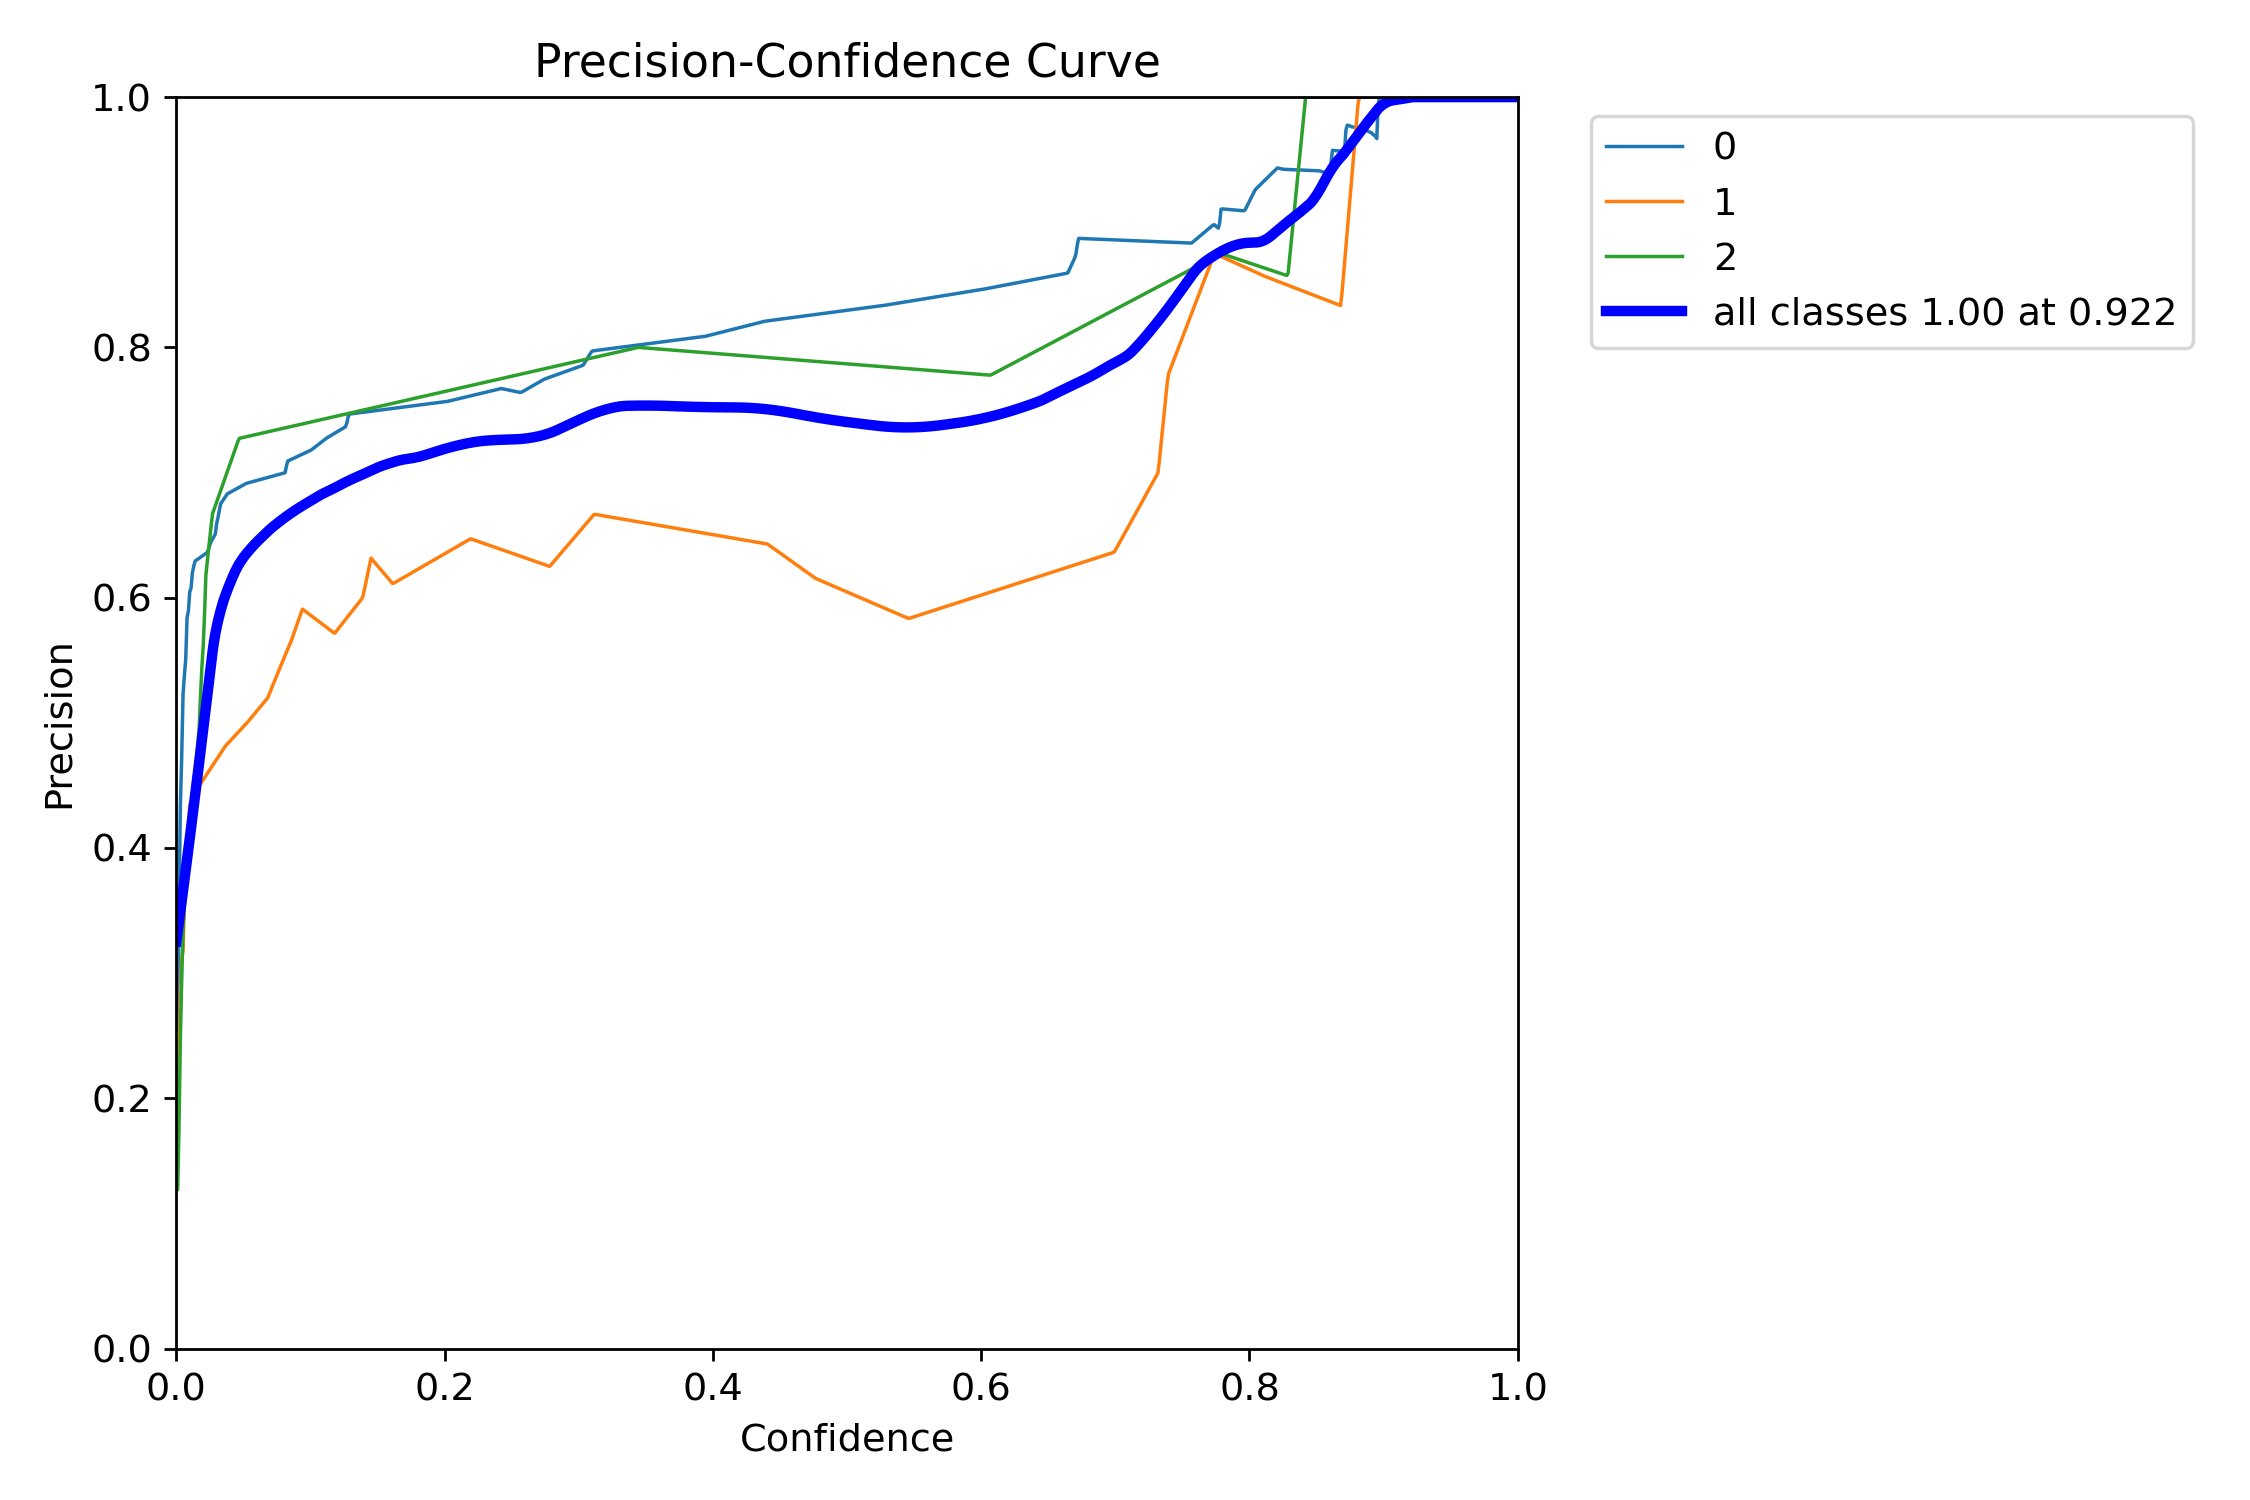 Precision-Confidence Curve
1.0
0.8
0.6
0.4
0.2
0.0
Precision
0.0 0.2 0.4 0.6 0.8 1.0
Confidence
0
1
2
all classes 1.00 at 0.922